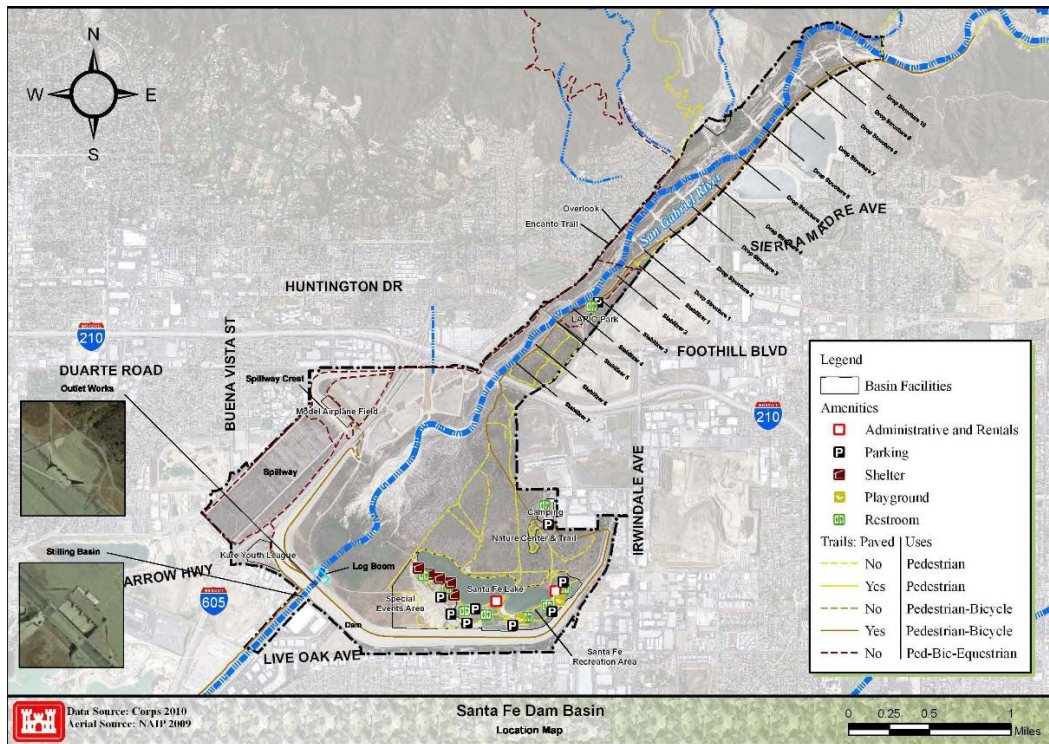 N
W E
S
Drop Structure 10
Drop Structure 9
Drop Structure 8
Drop Structure 7
Drop Structure 6
Drop Structure
SIERRA MADRE AVE
San Gabriel River
Drop Structure 4
Drop Structure 3
Drop Structure 2
Drop Structure 1
Overlook
Encanto Trail
HUNTINGTON DR
Stabilizer 1
Stabilizer 2
Stabilizer 3
Stabilizer 4
Stabilizer 5
Stabilizer 6
Stabilizer 7
P
LARIO Park
FOOTHILL BLVD
210
DUARTE ROAD
Outlet Works
BUENA VISTA ST
Spillway Crest
Model Airplane Field
Spillway
210
IRWINDALE AVE
Camping
P
Nature Center & Trail
Kare Youth League
Stilling Basin
ARROW HWY
Log Boom
605
Special
Events Area
Santa Fe Lake
P
P
P
P
P
P
P
Dam
LIVE OAK AVE
Santa Fe
Recreation Area
Legend
Basin Facilities
Amenities
Administrative and Rentals
P Parking
Shelter
Playground
Restroom
Trails: Paved Uses
No Pedestrian
Yes Pedestrian
No Pedestrian-Bicycle
Yes Pedestrian-Bicycle
No Ped-Bic-Equestrian
Data Source: Corps 2010
Aerial Source: NAIP 2009
Santa Fe Dam Basin
Location Map
0 0.25 0.5 1
Miles